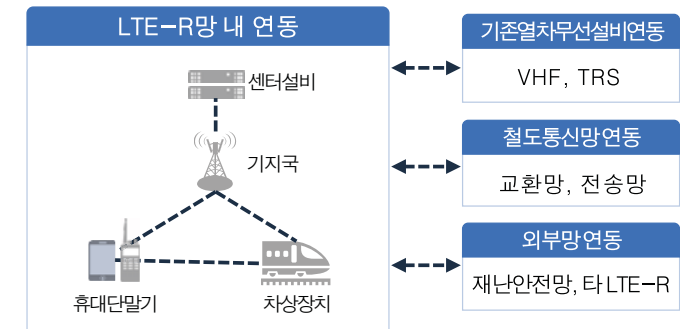 LTE-R망 내 연동
센터설비
기지국
휴대단말기
차상장치
기존열차무선설비연동
VHF, TRS
철도통신망연동
교환망, 전송망
외부망연동
재난안전망, 타 LTE-R